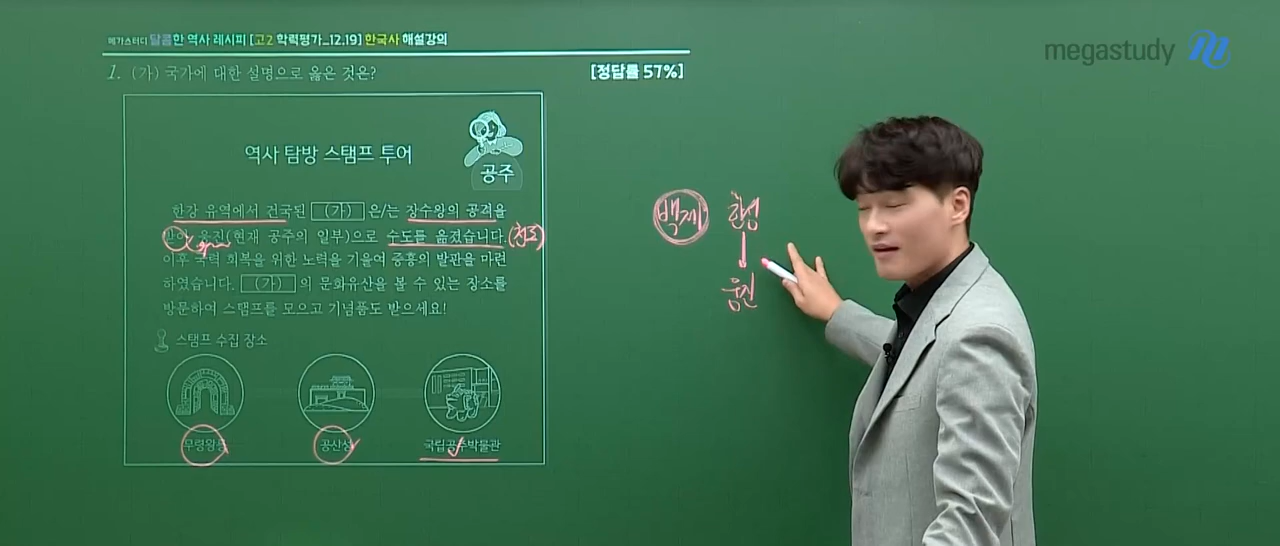 메가스터디 달콤한 역사 레시피 [고2 학력평가_12.19] 한국사 해설강의
megastudy
1. (가) 국가에 대한 설명으로 옳은 것은?
[정답률 57%]
역사 탐방 스탬프 투어
공주
한강 유역에서 건국된 (가) 은/는 장수왕의 공격을
받아 웅진(현재 공주의 일부)으로 수도를 옮겼습니다.
이후 국력 회복을 위한 노력을 기울여 중흥의 발판을 마련
하였습니다. (가) 의 문화유산을 볼 수 있는 장소를
방문하여 스탬프를 모으고 기념품도 받으세요!
스탬프 수집 장소
무령왕릉
공산성
국립공주박물관
백제
한성
웅진